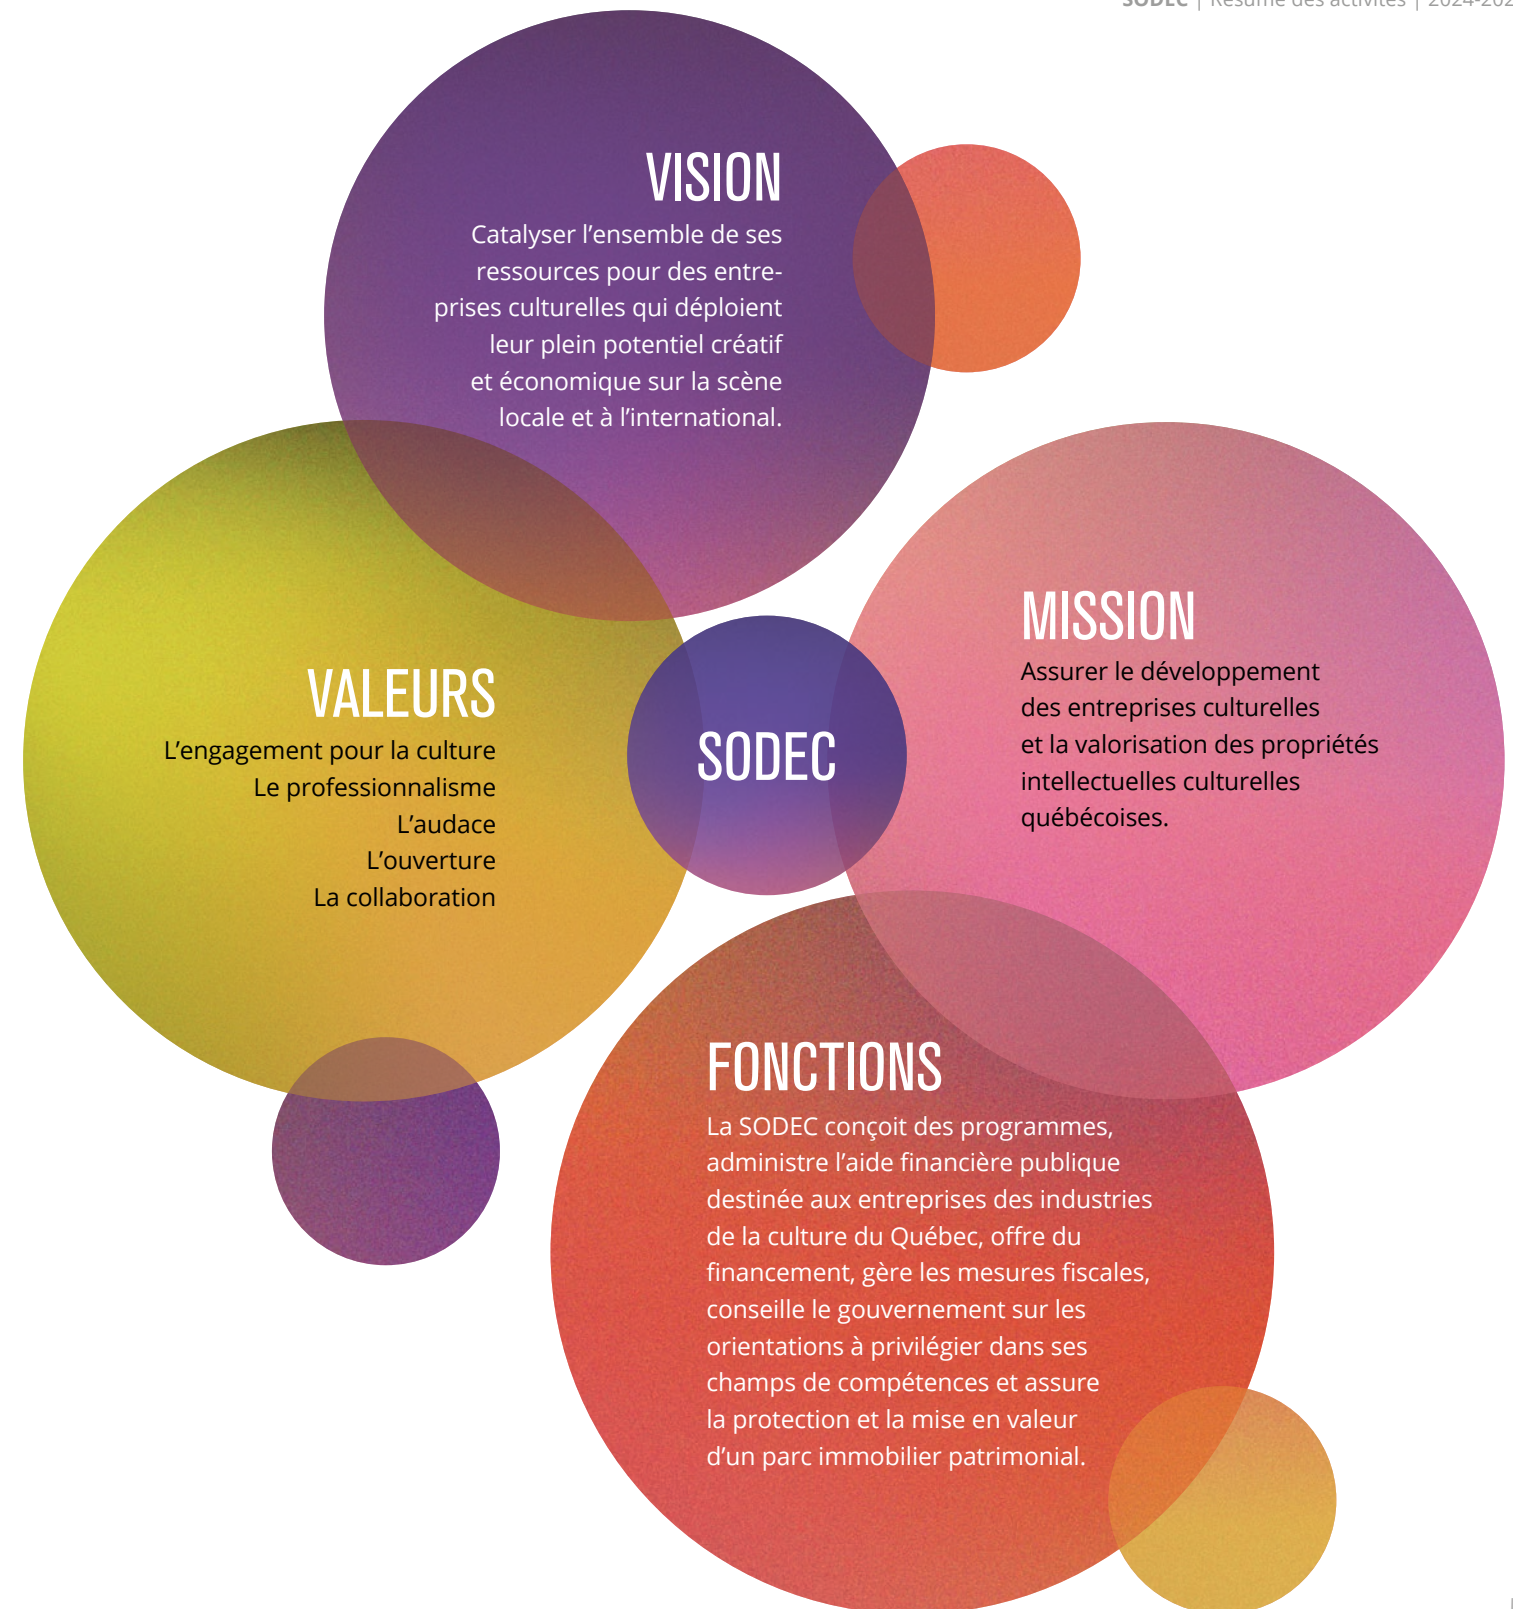 SODEC | Résumé des activités |
VISION
Catalyser l'ensemble de ses
ressources pour des entre-
prises culturelles qui déploient
leur plein potentiel créatif
et économique sur la scène
locale et à l'international.
MISSION
Assurer le développement
des entreprises culturelles
et la valorisation des propriétés
intellectuelles culturelles
québécoises.
VALEURS
L'engagement pour la culture
Le professionnalisme
L'audace
L'ouverture
La collaboration
SODEC
FONCTIONS
La SODEC conçoit des programmes,
administre l'aide financière publique
destinée aux entreprises des industries
de la culture du Québec, offre du
financement, gère les mesures fiscales,
conseille le gouvernement sur les
orientations à privilégier dans ses
champs de compétences et assure
la protection et la mise en valeur
d'un parc immobilier patrimonial.